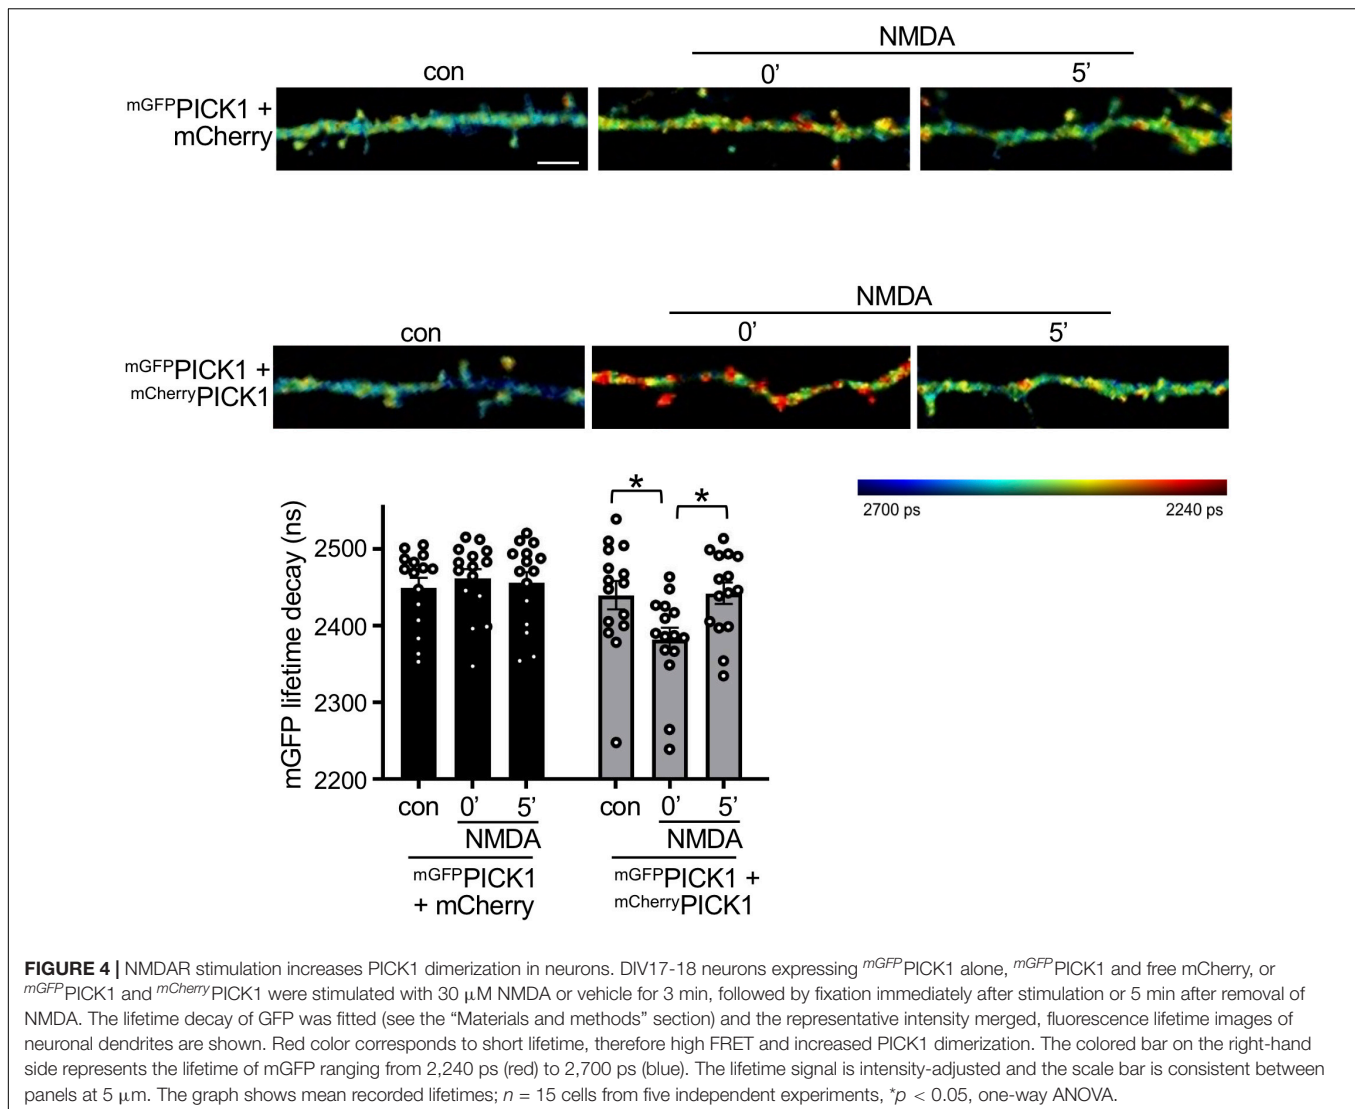 NMDA
con 0’ 5’
mGFPPICK1 +
mCherry
NMDA
con 0’ 5’
mGFPPICK1 +
mCherryPICK1
2700 ps 2240 ps
mGFP lifetime decay (ns)
2500
2400
2300
2200
* *
con 0’ 5’ con 0’ 5’
NMDA NMDA
mGFPPICK1 mGFPPICK1 +
+ mCherry mCherryPICK1
FIGURE 4 | NMDAR stimulation increases PICK1 dimerization in neurons. DIV17-18 neurons expressing mGFPPICK1 alone, mGFPPICK1 and free mCherry, or
mGFPPICK1 and mCherryPICK1 were stimulated with 30 μM NMDA or vehicle for 3 min, followed by fixation immediately after stimulation or 5 min after removal of
NMDA. The lifetime decay of GFP was fitted (see the “Materials and methods” section) and the representative intensity merged, fluorescence lifetime images of
neuronal dendrites are shown. Red color corresponds to short lifetime, therefore high FRET and increased PICK1 dimerization. The colored bar on the right-hand
side represents the lifetime of mGFP ranging from 2,240 ps (red) to 2,700 ps (blue). The lifetime signal is intensity-adjusted and the scale bar is consistent between
panels at 5 μm. The graph shows mean recorded lifetimes; n = 15 cells from five independent experiments, *p < 0.05, one-way ANOVA.